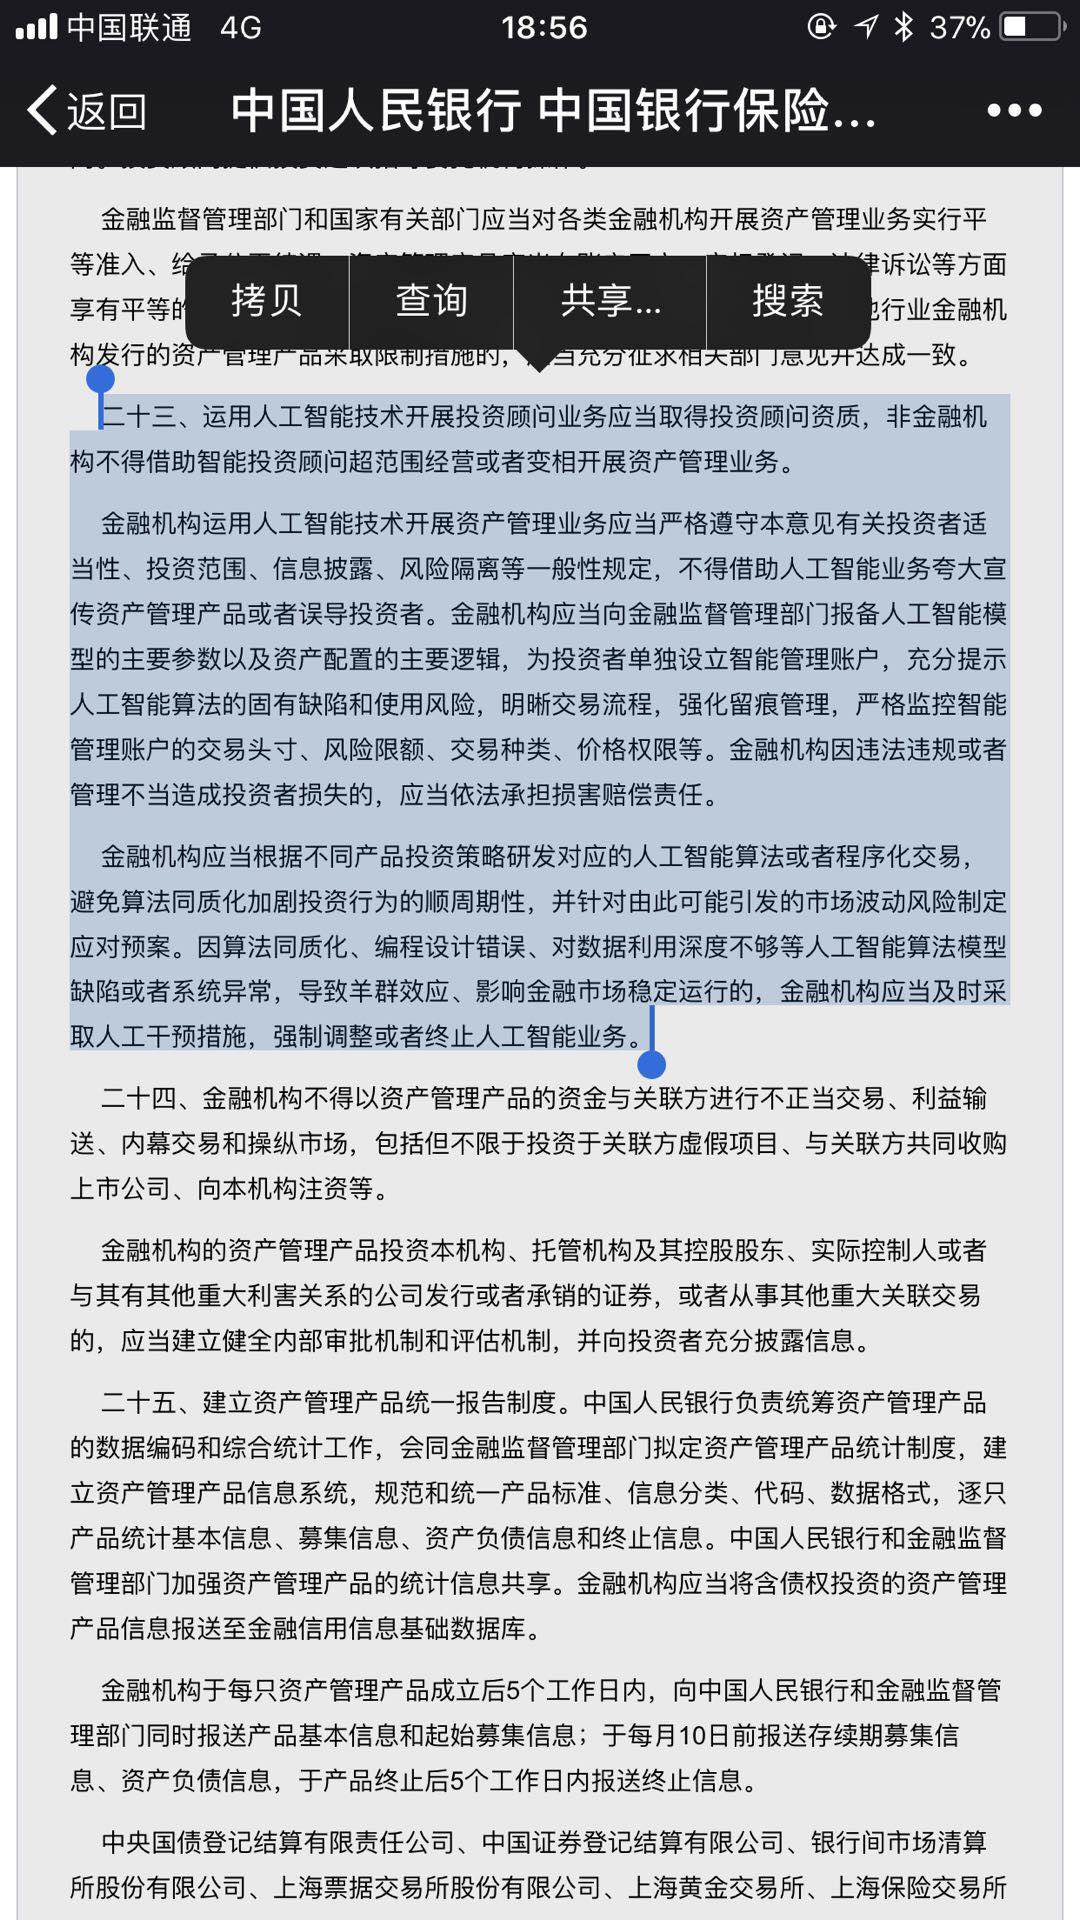 中国联通 4G 18:56 37%
返回 中国人民银行 中国银行保险... •••
金融监督管理部门和国家有关部门应当对各类金融机构开展资产管理业务实行平
等准入、给 律诉讼等方面
享有平等的 行业金融机
拷贝 查询 共享... 搜索
构发行的资产管理产品采取限制措施的, 当充分征求相关部门意见并达成一致。
二十三、运用人工智能技术开展投资顾问业务应当取得投资顾问资质，非金融机
构不得借助智能投资顾问超范围经营或者变相开展资产管理业务。
金融机构运用人工智能技术开展资产管理业务应当严格遵守本意见有关投资者适
当性、投资范围、信息披露、风险隔离等一般性规定，不得借助人工智能业务夸大宣
传资产管理产品或者误导投资者。金融机构应当向金融监督管理部门报备人工智能模
型的主要参数以及资产配置的主要逻辑，为投资者单独设立智能管理账户，充分提示
人工智能算法的固有缺陷和使用风险，明晰交易流程，强化留痕管理，严格监控智能
管理账户的交易头寸、风险限额、交易种类、价格权限等。金融机构因违法违规或者
管理不当造成投资者损失的，应当依法承担损害赔偿责任。
金融机构应当根据不同产品投资策略研发对应的人工智能算法或者程序化交易，
避免算法同质化加剧投资行为的顺周期性，并针对由此可能引发的市场波动风险制定
应对预案。因算法同质化、编程设计错误、对数据利用深度不够等人工智能算法模型
缺陷或者系统异常，导致羊群效应、影响金融市场稳定运行的，金融机构应当及时采
取人工干预措施，强制调整或者终止人工智能业务。
二十四、金融机构不得以资产管理产品的资金与关联方进行不正当交易、利益输
送、内幕交易和操纵市场，包括但不限于投资于关联方虚假项目、与关联方共同收购
上市公司、向本机构注资等。
金融机构的资产管理产品投资本机构、托管机构及其控股股东、实际控制人或者
与其有其他重大利害关系的公司发行或者承销的证券，或者从事其他重大关联交易
的，应当建立健全内部审批机制和评估机制，并向投资者充分披露信息。
二十五、建立资产管理产品统一报告制度。中国人民银行负责统筹资产管理产品
的数据编码和综合统计工作，会同金融监督管理部门拟定资产管理产品统计制度，建
立资产管理产品信息系统，规范和统一产品标准、信息分类、代码、数据格式，逐只
产品统计基本信息、募集信息、资产负债信息和终止信息。中国人民银行和金融监督
管理部门加强资产管理产品的统计信息共享。金融机构应当将含债权投资的资产管理
产品信息报送至金融信用信息基础数据库。
金融机构于每只资产管理产品成立后5个工作日内，向中国人民银行和金融监督管
理部门同时报送产品基本信息和起始募集信息；于每月10日前报送存续期募集信
息、资产负债信息，于产品终止后5个工作日内报送终止信息。
中央国债登记结算有限责任公司、中国证券登记结算有限公司、银行间市场清算
所股份有限公司、上海票据交易所股份有限公司、上海黄金交易所、上海保险交易所